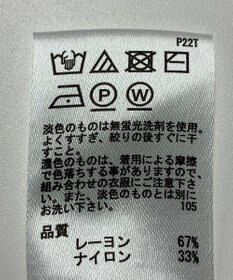 P22T
P
W
淡色のものは無蛍光洗剤を使用。
よくすすぎ、絞りの後すぐに干す
こと。
濃色のものは、着用による摩擦
で色落ちする事がありますので、
組み合わせの衣服にご注意下さ
い。また、淡色のものとは別に
お洗い下さい。 105
品質
レーヨン 67%
ナイロン 33%